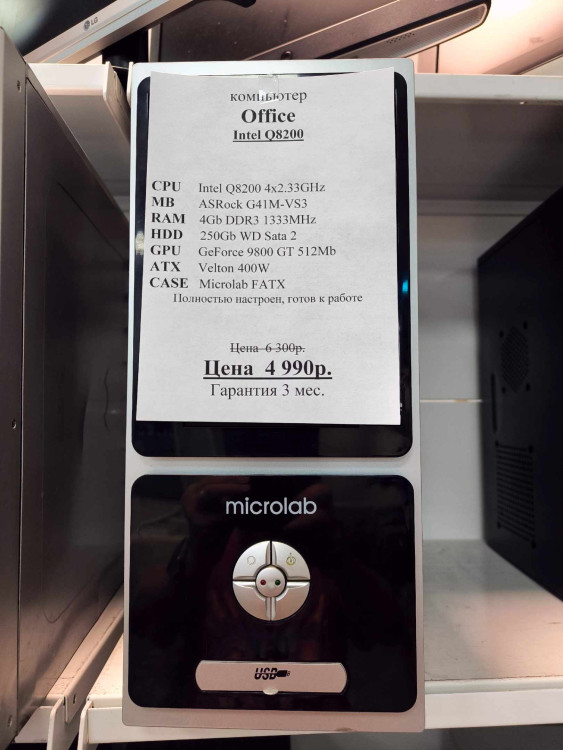 LG
компьютер
Office
Intel Q8200
CPU Intel Q8200 4x2.33GHz
MB ASRock G41M-VS3
RAM 4Gb DDR3 1333MHz
HDD 250Gb WD Sata 2
GPU GeForce 9800 GT 512Mb
ATX Velton 400W
CASE Microlab FATX
Полностью настроен, готов к работе
Цена 6 300р.
Цена 4 990р.
Гарантия 3 мес.
microlab
USB